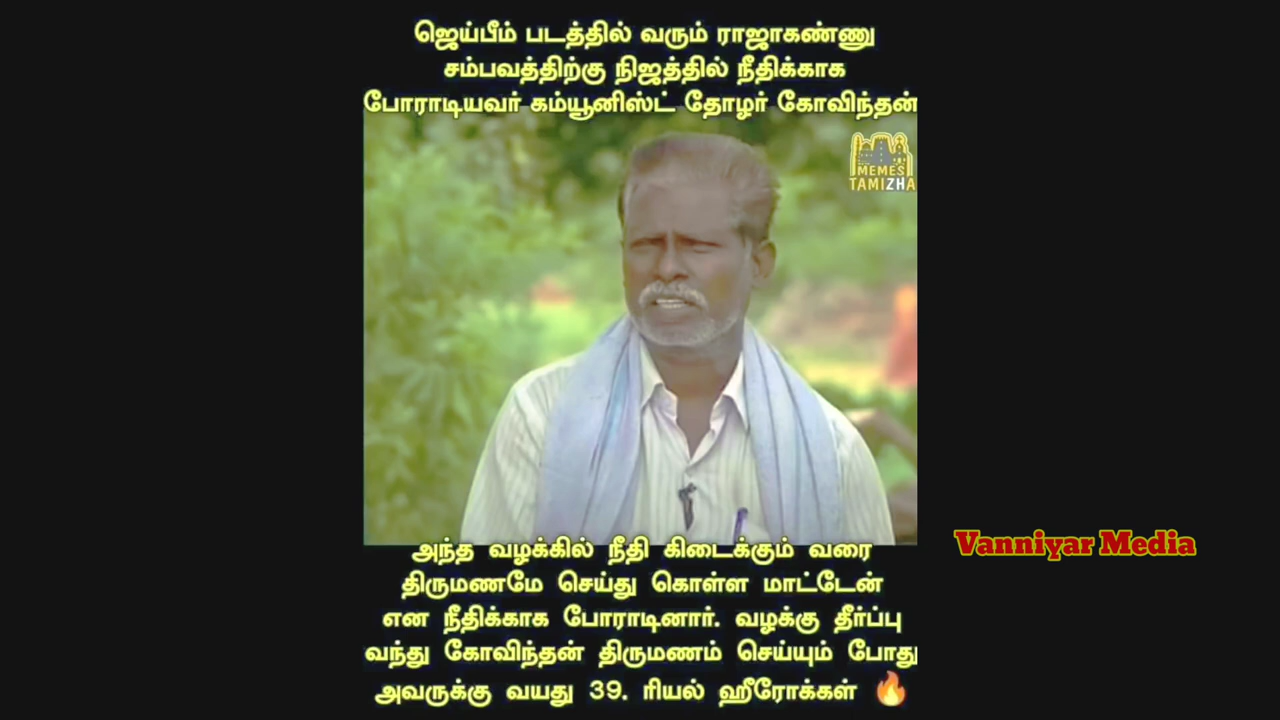 ஜெய்பீம் படத்தில் வரும் ராஜாகண்ணு
சம்பவத்திற்கு நிஜத்தில் நீதிக்காக
போராடியவர் கம்யூனிஸ்ட் தோழர் கோவிந்தன்
MEMES
TAMIZHA
அந்த வழக்கில் நீதி கிடைக்கும் வரை
திருமணமே செய்து கொள்ள மாட்டேன்
என நீதிக்காக போராடினார். வழக்கு தீர்ப்பு
வந்து கோவிந்தன் திருமணம் செய்யும் போது
அவருக்கு வயது 39. ரியல் ஹீரோக்கள் 🔥
Vanniyar Media